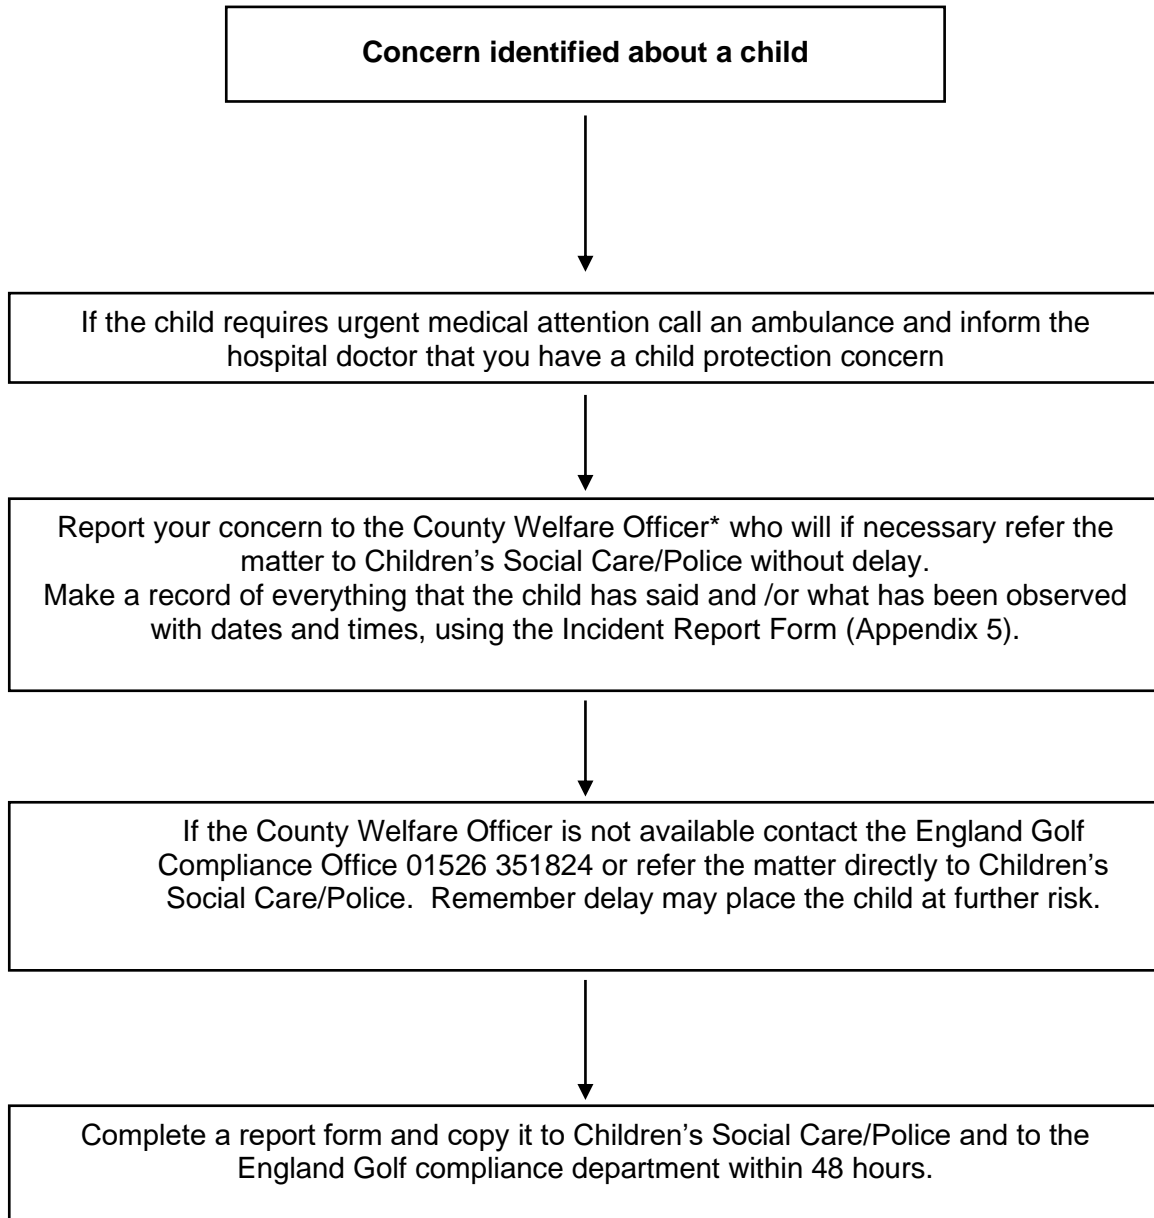 Concern identified about a child
If the child requires urgent medical attention call an ambulance and inform the
hospital doctor that you have a child protection concern
Report your concern to the County Welfare Officer* who will if necessary refer the
matter to Children’s Social Care/Police without delay.
Make a record of everything that the child has said and /or what has been observed
with dates and times, using the Incident Report Form (Appendix 5).
If the County Welfare Officer is not available contact the England Golf
Compliance Office 01526 351824 or refer the matter directly to Children’s
Social Care/Police.  Remember delay may place the child at further risk.
Complete a report form and copy it to Children’s Social Care/Police and to the
England Golf compliance department within 48 hours.